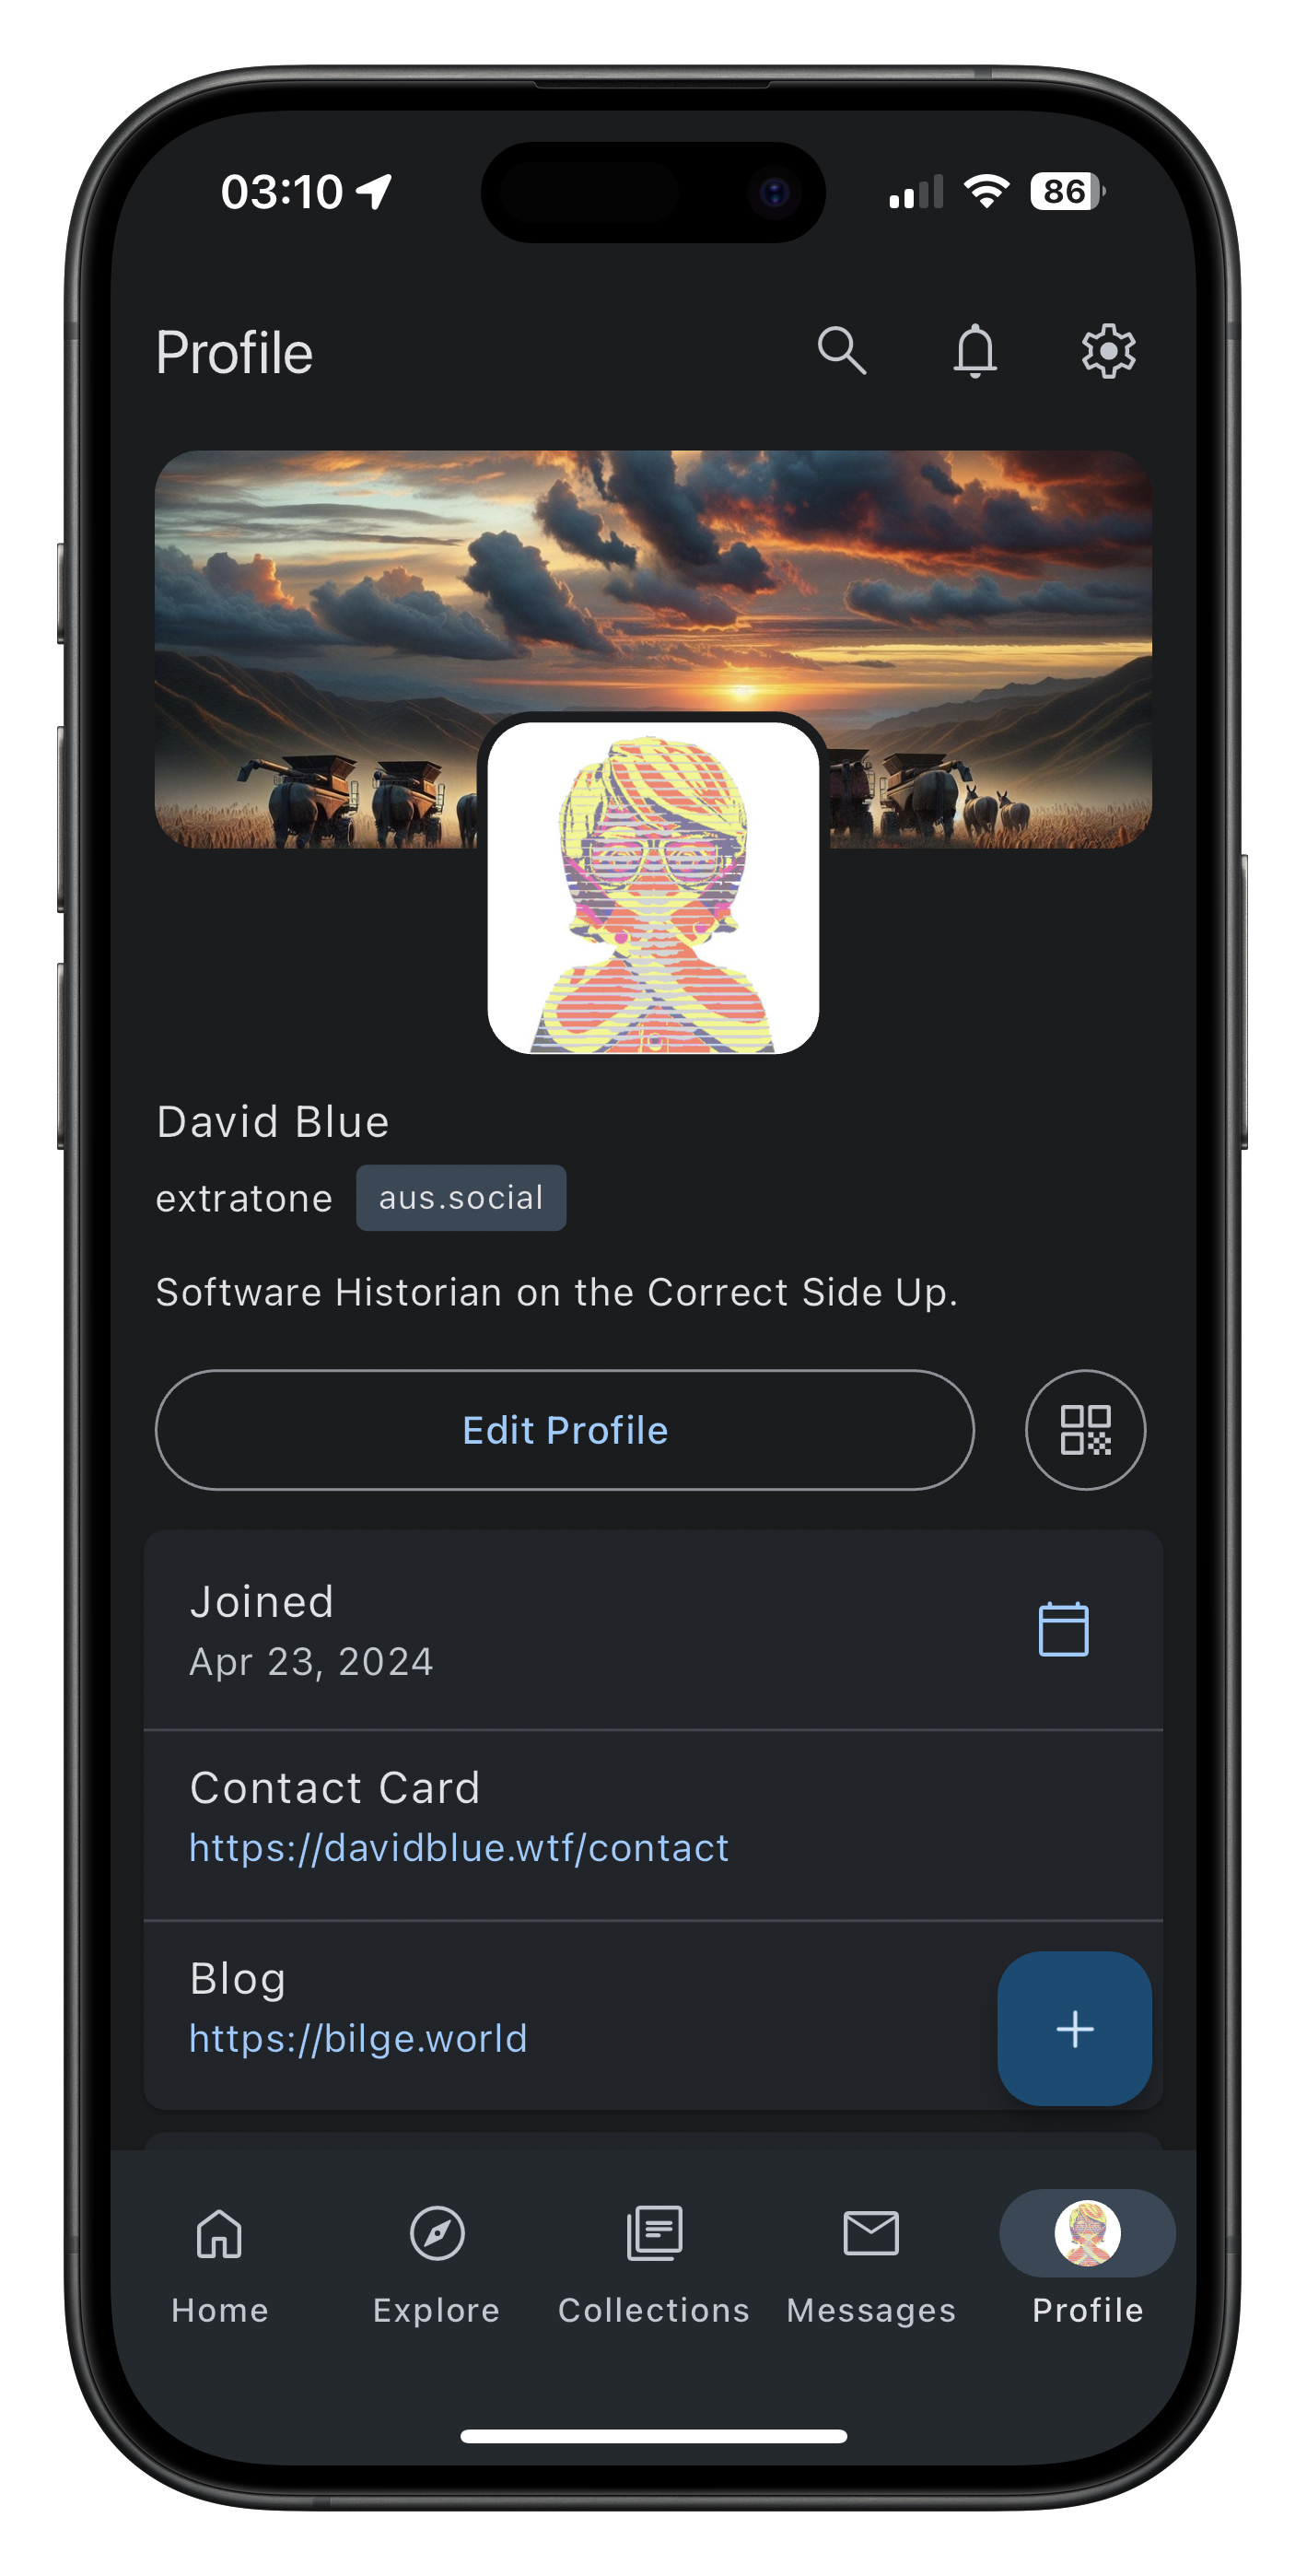 03:10
86
Profile
David Blue
extratone aus.social
Software Historian on the Correct Side Up.
Edit Profile
Joined
Apr 23, 2024
Contact Card
https://davidblue.wtf/contact
Blog
https://bilge.world
Home Explore Collections Messages Profile